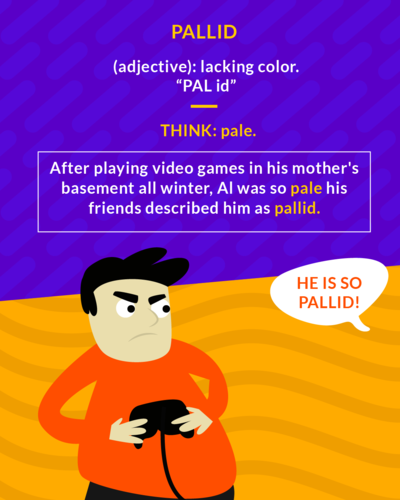 PALLID
(adjective): lacking color.
“PAL id”
THINK: pale.
After playing video games in his mother's
basement all winter, Al was so pale his
friends described him as pallid.
HE IS SO
PALLID!